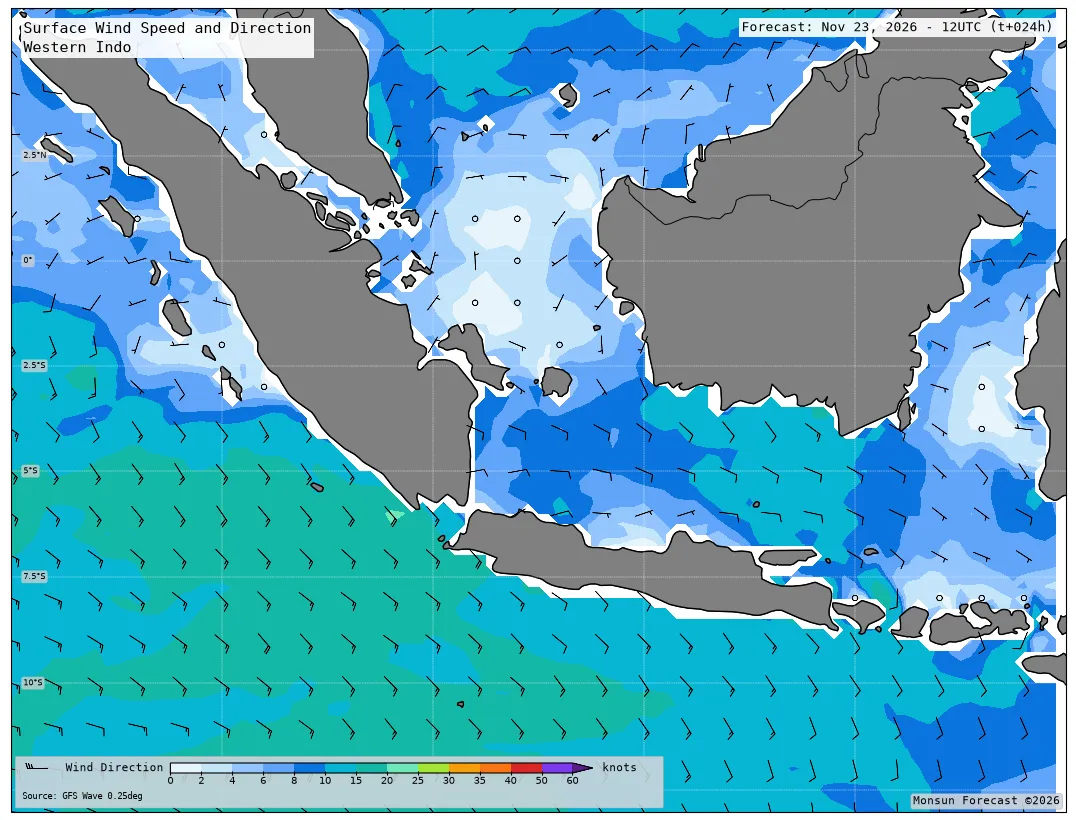 Surface Wind Speed and Direction
Western Indo
Forecast: Nov 23, 2026 - 12UTC (t+024h)
2.5°N
0°
2.5°S
5°S
7.5°S
10°S
Wind Direction
0 2 4 6 8 10 15 20 25 30 35 40 50 60
knots
Source: GFS Wave 0.25deg
Monsun Forecast ©2026